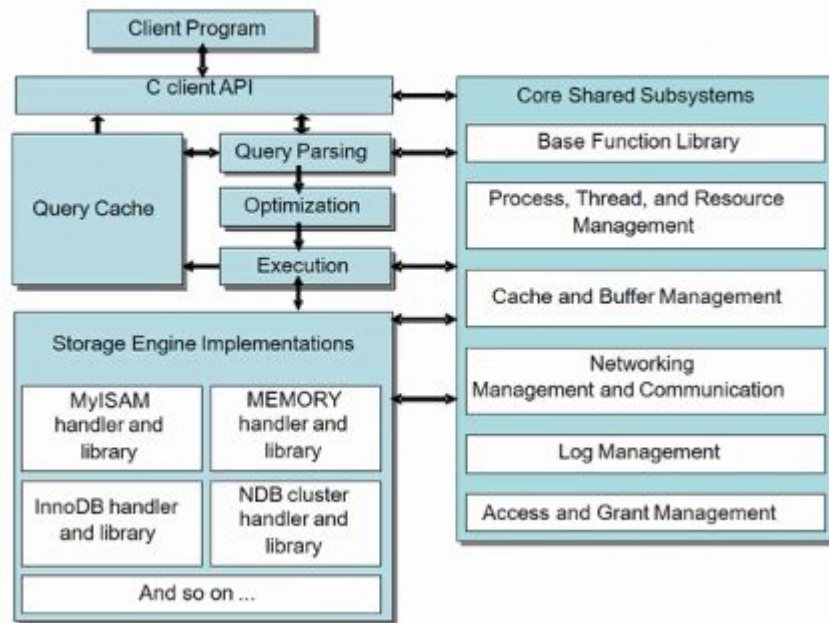 Client Program
C client API
Query Cache
Query Parsing
Optimization
Execution
Storage Engine Implementations
MyISAM
handler and
library
MEMORY
handler and
library
InnoDB handler
and library
NDB cluster
handler and
library
And so on ...
Core Shared Subsystems
Base Function Library
Process, Thread, and Resource
Management
Cache and Buffer Management
Networking
Management and Communication
Log Management
Access and Grant Management